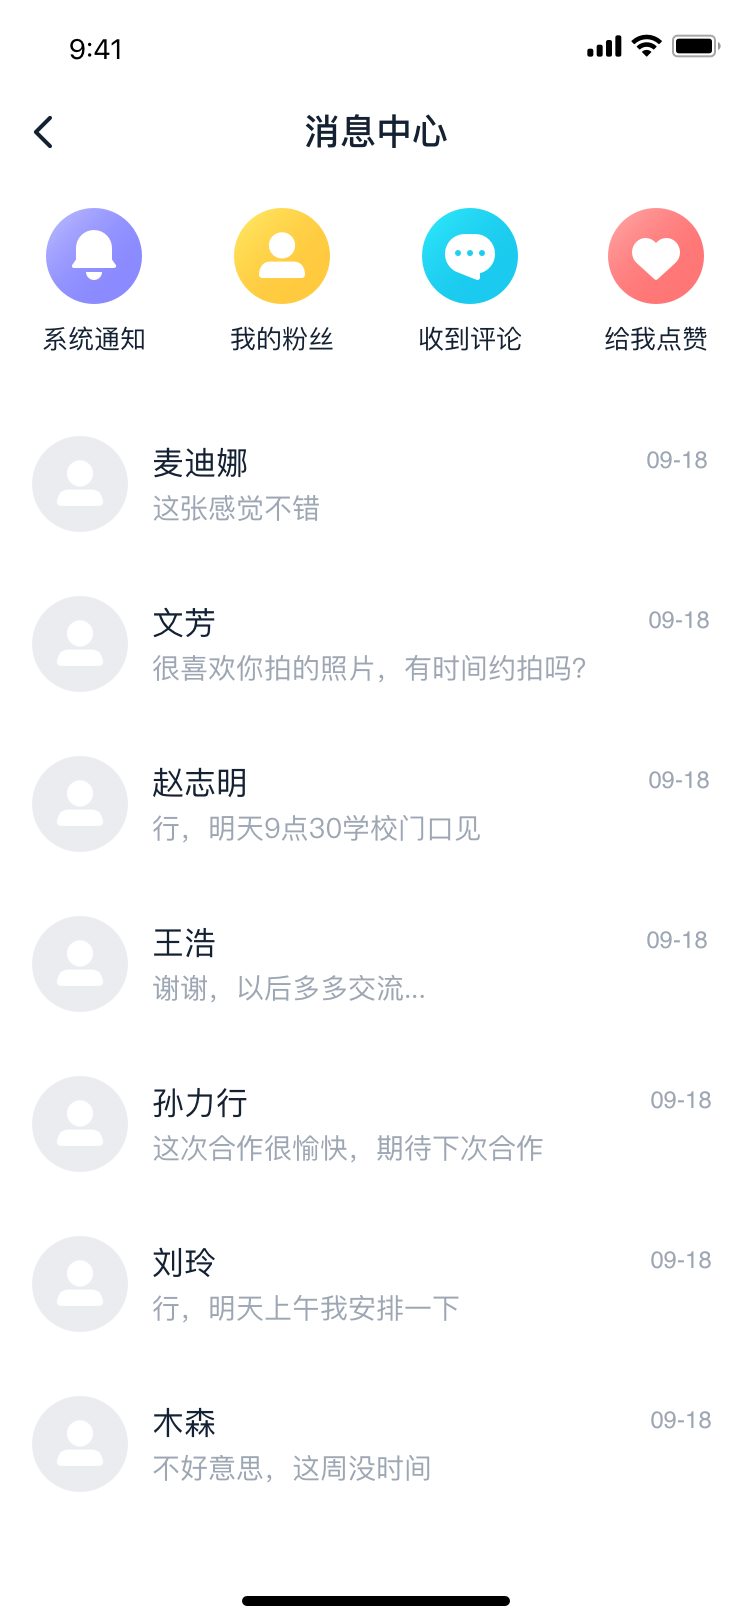 9:41
消息中心
系统通知 我的粉丝 收到评论 给我点赞
麦迪娜 09-18
这张感觉不错
文芳 09-18
很喜欢你拍的照片，有时间约拍吗？
赵志明 09-18
行，明天9点30学校门口见
王浩 09-18
谢谢，以后多多交流...
孙力行 09-18
这次合作很愉快，期待下次合作
刘玲 09-18
行，明天上午我安排一下
木森 09-18
不好意思，这周没时间